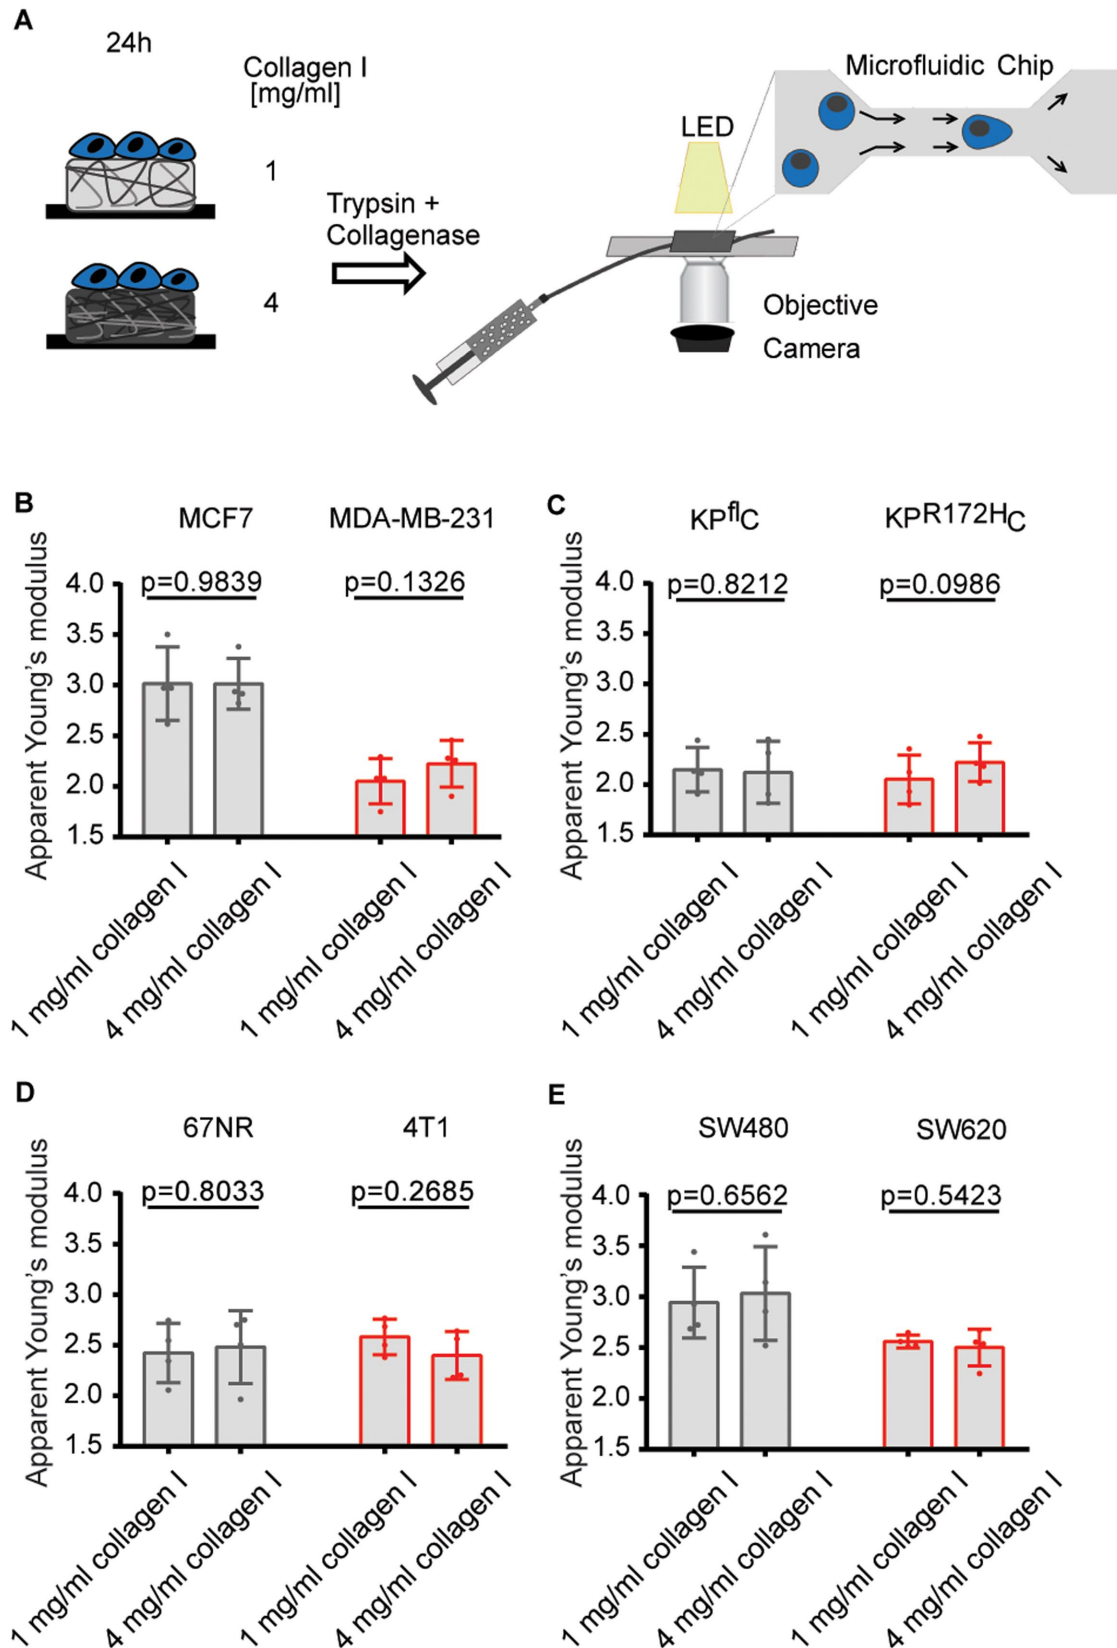 A
24h
Collagen I
[mg/ml]
1
4
Trypsin +
Collagenase
LED
Microfluidic Chip
Objective
Camera
B
MCF7
MDA-MB-231
Apparent Young's modulus
p=0.9839
p=0.1326
4.0
3.5
3.0
2.5
2.0
1.5
1 mg/ml collagen I
4 mg/ml collagen I
1 mg/ml collagen I
4 mg/ml collagen I
C
KPflC
KPR172HC
Apparent Young's modulus
p=0.8212
p=0.0986
4.0
3.5
3.0
2.5
2.0
1.5
1 mg/ml collagen I
4 mg/ml collagen I
1 mg/ml collagen I
4 mg/ml collagen I
D
67NR
4T1
Apparent Young's modulus
p=0.8033
p=0.2685
4.0
3.5
3.0
2.5
2.0
1.5
1 mg/ml collagen I
4 mg/ml collagen I
1 mg/ml collagen I
4 mg/ml collagen I
E
SW480
SW620
Apparent Young's modulus
p=0.6562
p=0.5423
4.0
3.5
3.0
2.5
2.0
1.5
1 mg/ml collagen I
4 mg/ml collagen I
1 mg/ml collagen I
4 mg/ml collagen I